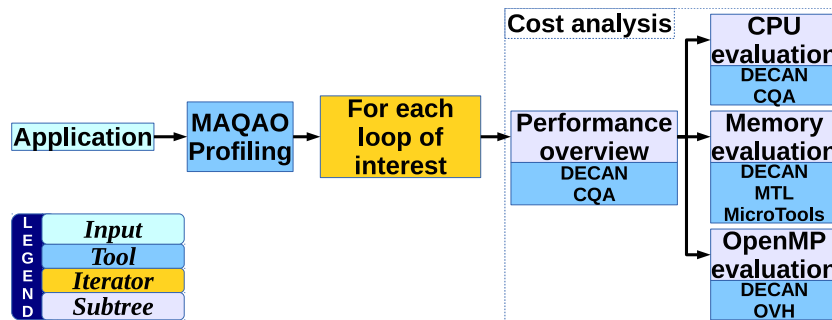 Cost analysis
Application
MAQAO
Profiling
For each
loop of
interest
Performance
overview
DECAN
CQA
CPU
evaluation
DECAN
CQA
Memory
evaluation
DECAN
MTL
MicroTools
OpenMP
evaluation
DECAN
OVH
LEGEND
Input
Tool
Iterator
Subtree